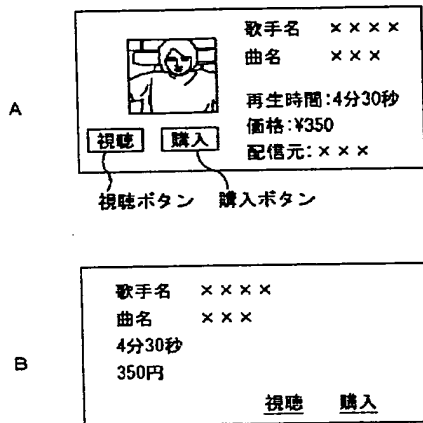 A
歌手名 ××××
曲名 ×××
再生時間:4分30秒
価格:¥350
配信元:×××
視聴 購入
視聴ボタン 購入ボタン
B
歌手名 ××××
曲名 ×××
4分30秒
350円
視聴 購入